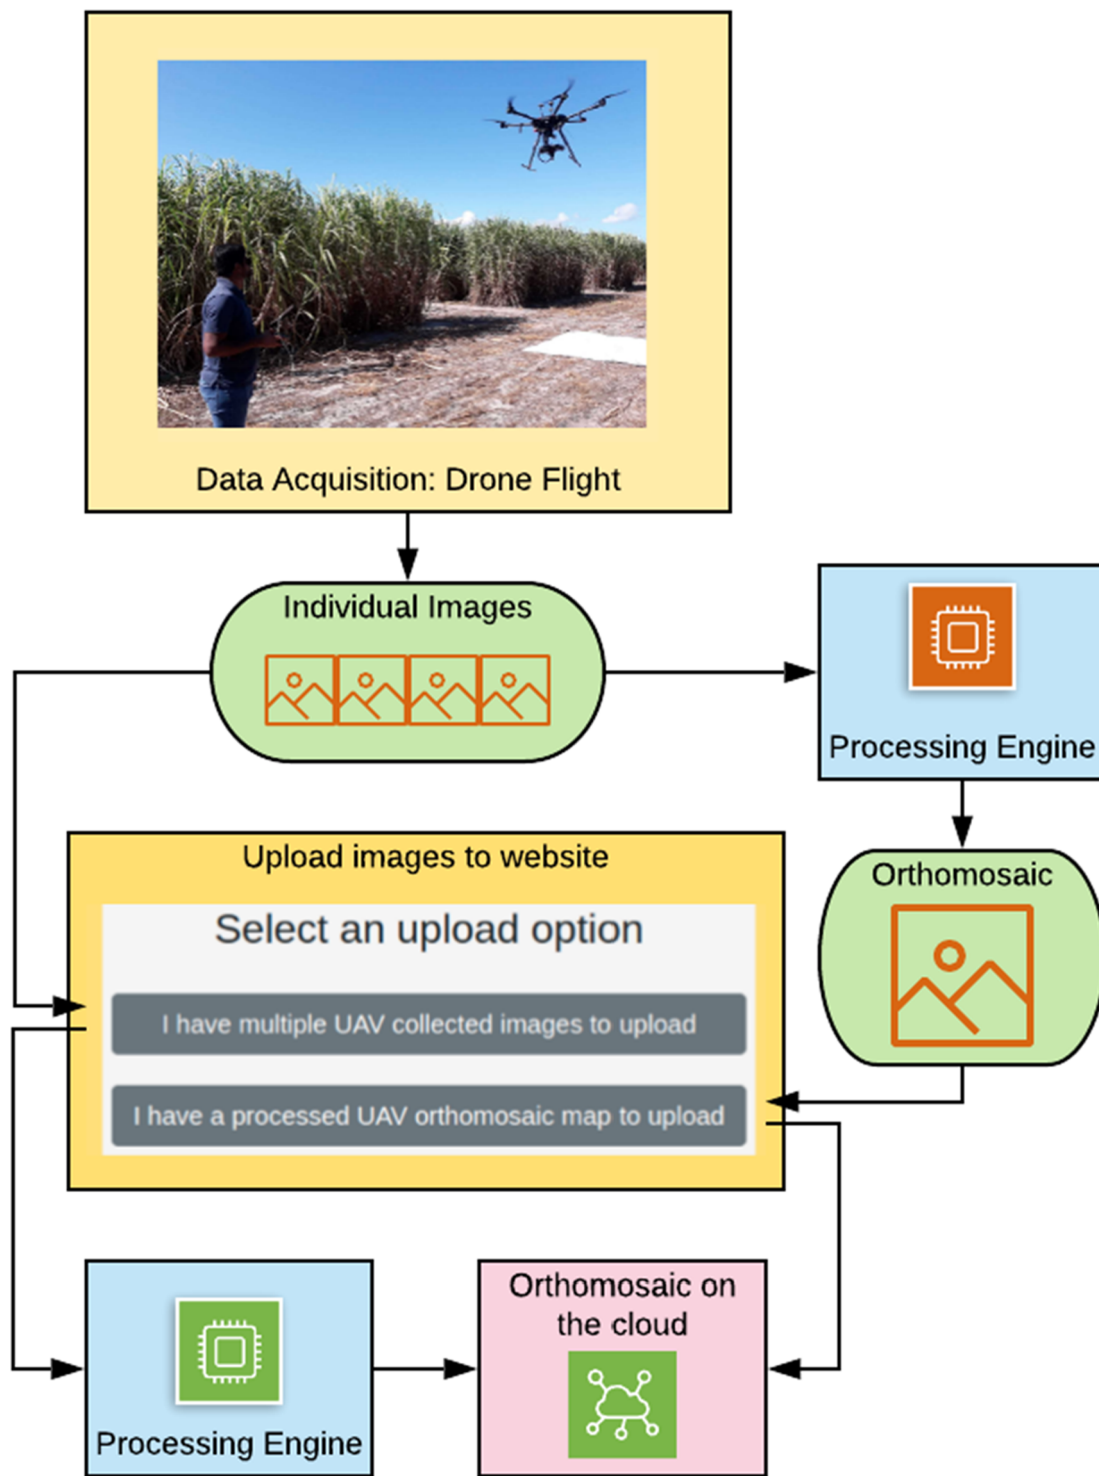 Data Acquisition: Drone Flight
Individual Images
Processing Engine
Orthomosaic
Upload images to website
Select an upload option
I have multiple UAV collected images to upload
I have a processed UAV orthomosaic map to upload
Processing Engine
Orthomosaic on
the cloud